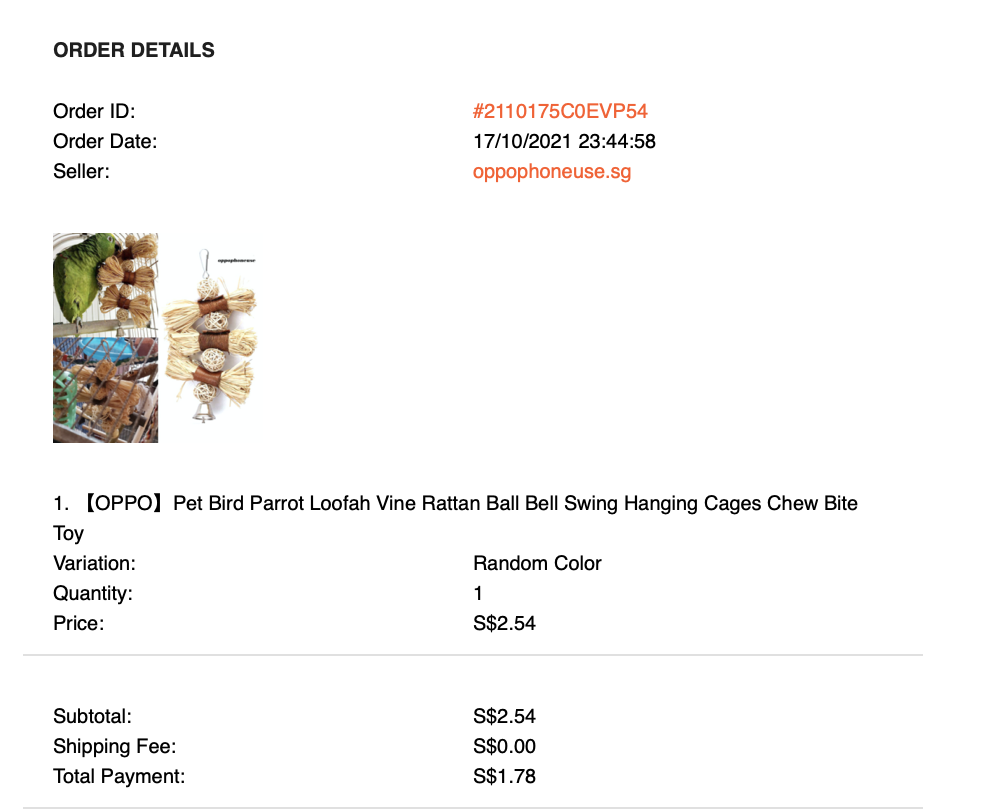 ORDER DETAILS
Order ID: #2110175C0EVP54
Order Date: 17/10/2021 23:44:58
Seller: oppophoneuse.sg
oppophoneuse
1. 【OPPO】Pet Bird Parrot Loofah Vine Rattan Ball Bell Swing Hanging Cages Chew Bite
Toy
Variation: Random Color
Quantity: 1
Price: S$2.54
Subtotal: S$2.54
Shipping Fee: S$0.00
Total Payment: S$1.78